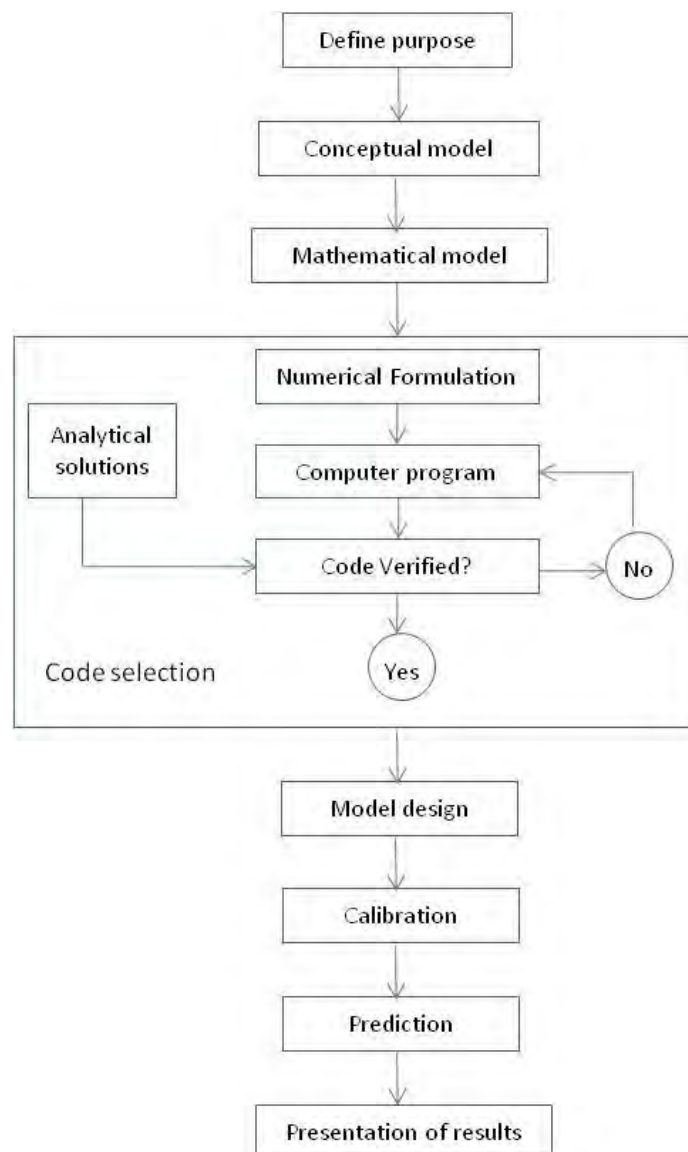 Define purpose
Conceptual model
Mathematical model
Numerical Formulation
Analytical
solutions
Computer program
Code Verified?
No
Yes
Code selection
Model design
Calibration
Prediction
Presentation of results